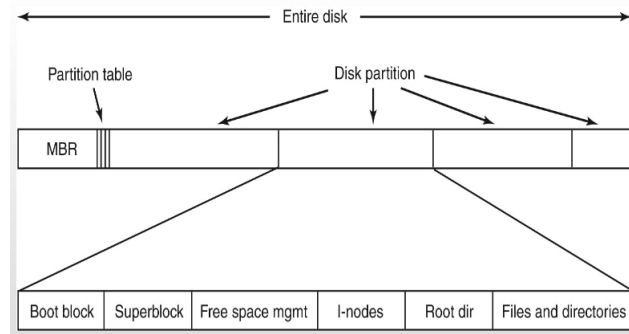 Entire disk
Partition table
Disk partition
MBR
Boot block
Superblock
Free space mgmt
I-nodes
Root dir
Files and directories